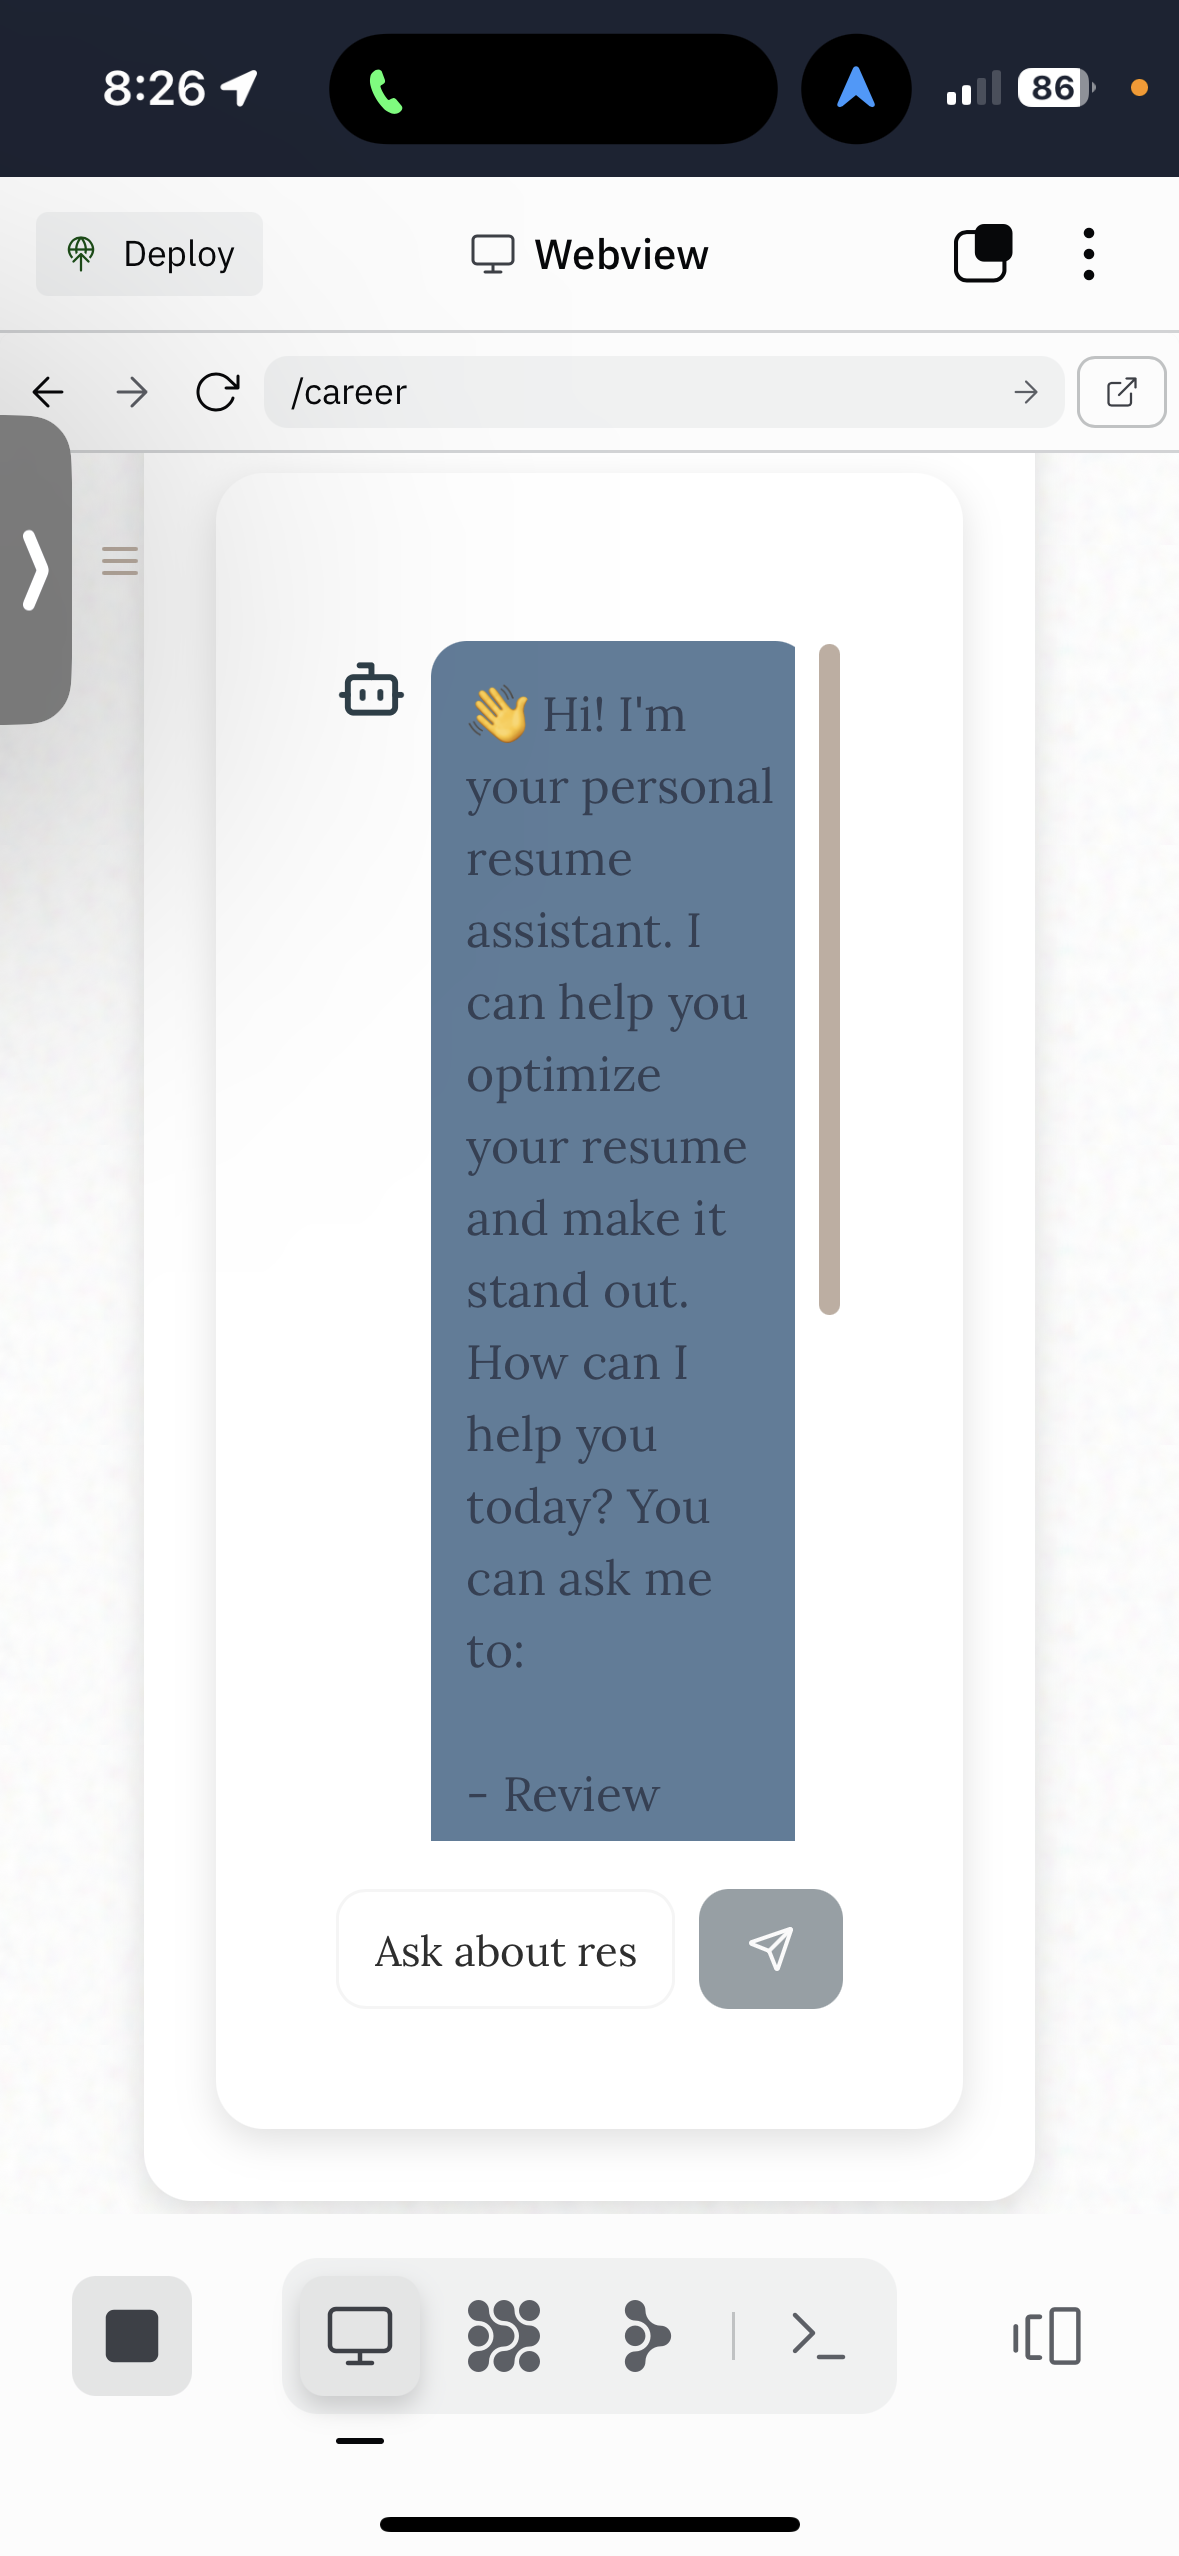 8:26
86
Deploy
Webview
/career
👋 Hi! I'm
your personal
resume
assistant. I
can help you
optimize
your resume
and make it
stand out.
How can I
help you
today? You
can ask me
to:
- Review
Ask about res